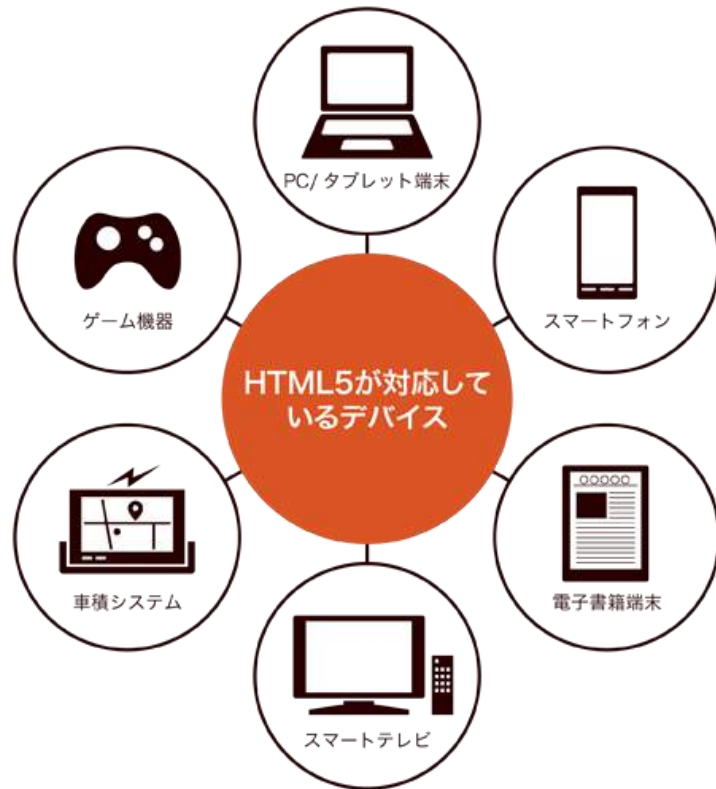 PC/ タブレット端末
ゲーム機器
スマートフォン
HTML5が対応して
いるデバイス
車積システム
電子書籍端末
スマートテレビ